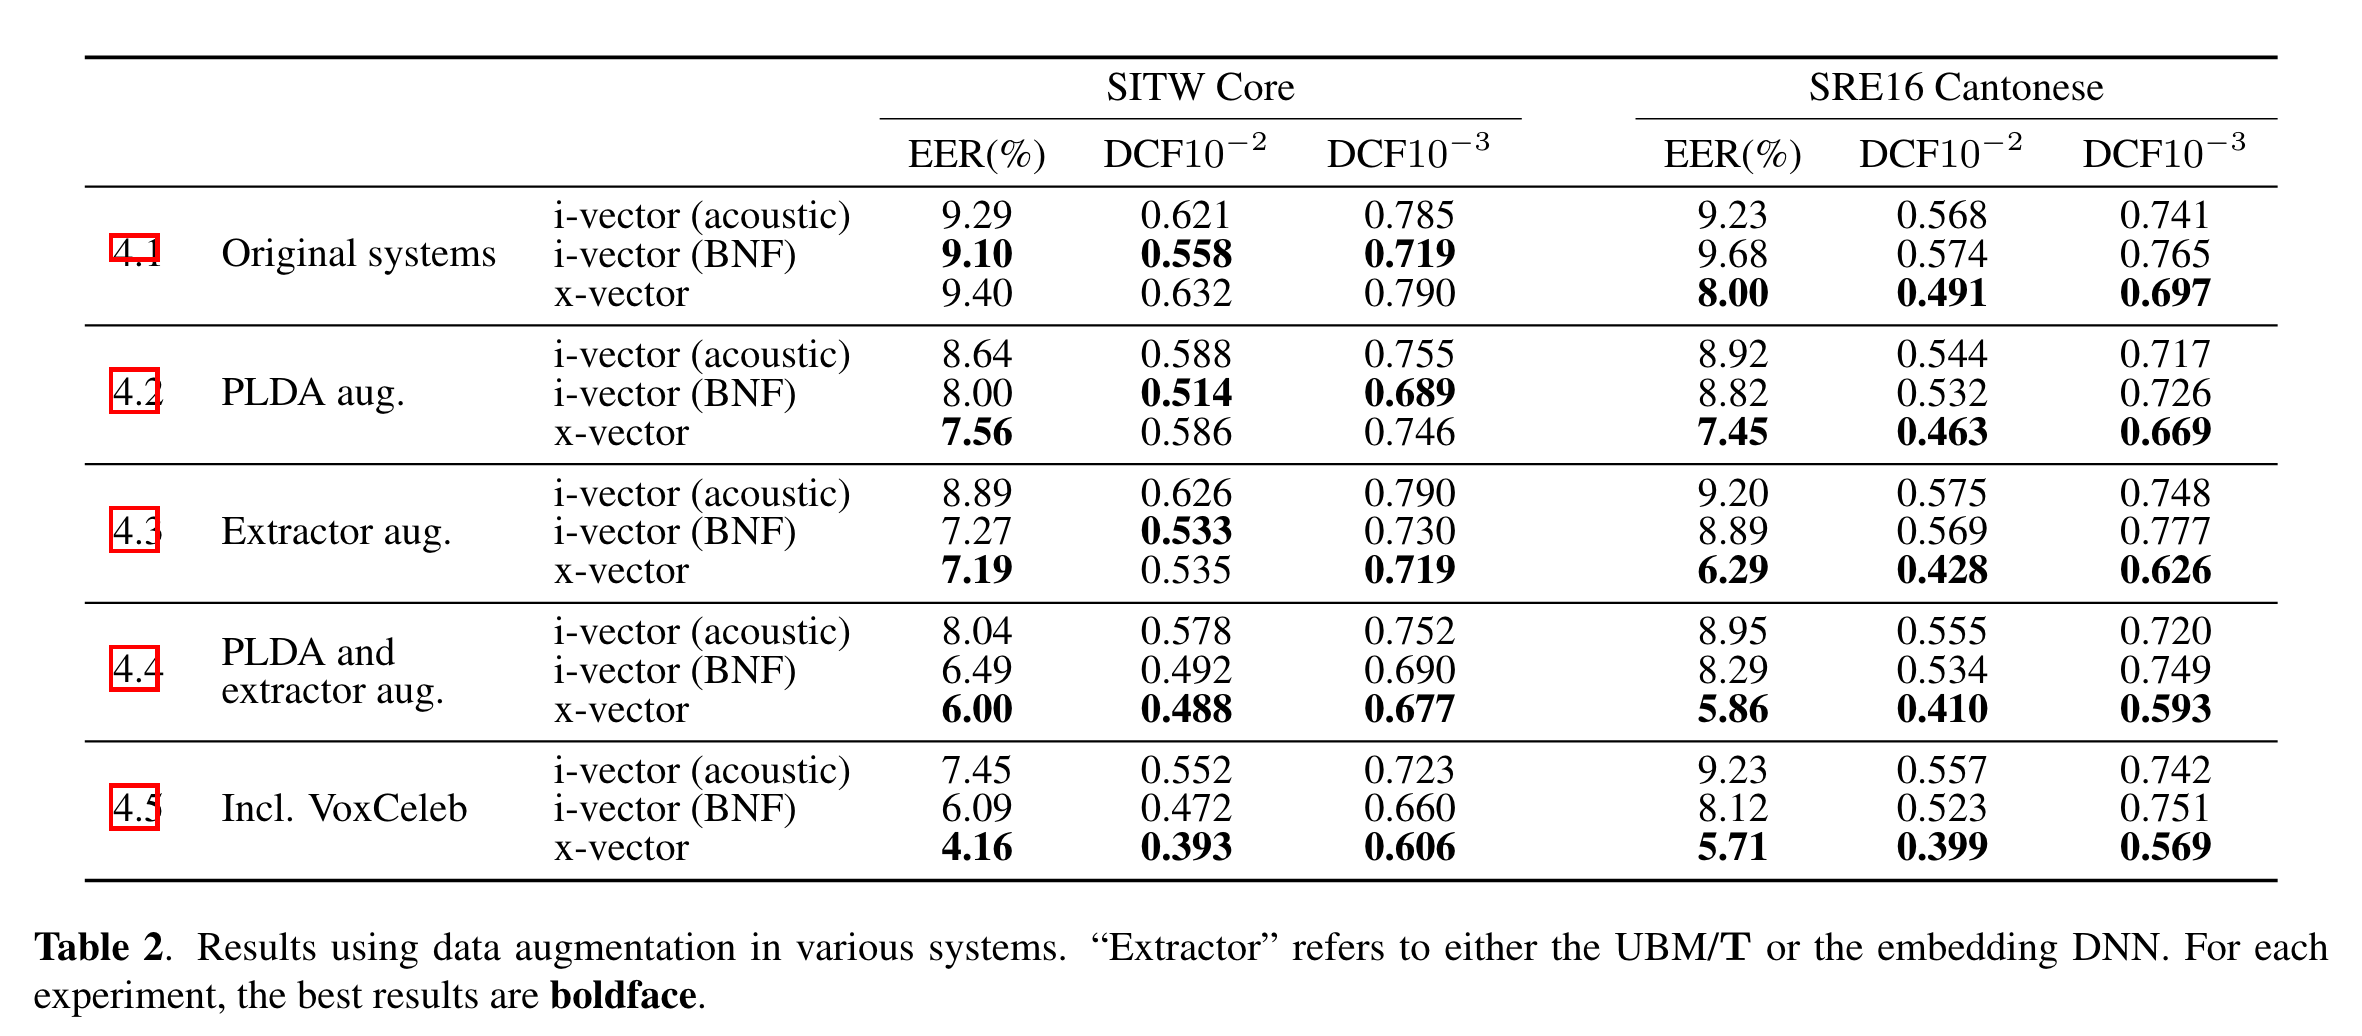 SITW Core SRE16 Cantonese
EER(%) DCF10⁻² DCF10⁻³ EER(%) DCF10⁻² DCF10⁻³
i-vector (acoustic) 9.29 0.621 0.785 9.23 0.568 0.741
4.1 Original systems i-vector (BNF) 9.10 0.558 0.719 9.68 0.574 0.765
x-vector 9.40 0.632 0.790 8.00 0.491 0.697
i-vector (acoustic) 8.64 0.588 0.755 8.92 0.544 0.717
4.2 PLDA aug. i-vector (BNF) 8.00 0.514 0.689 8.82 0.532 0.726
x-vector 7.56 0.586 0.746 7.45 0.463 0.669
i-vector (acoustic) 8.89 0.626 0.790 9.20 0.575 0.748
4.3 Extractor aug. i-vector (BNF) 7.27 0.533 0.730 8.89 0.569 0.777
x-vector 7.19 0.535 0.719 6.29 0.428 0.626
i-vector (acoustic) 8.04 0.578 0.752 8.95 0.555 0.720
4.4 PLDA and extractor aug. i-vector (BNF) 6.49 0.492 0.690 8.29 0.534 0.749
x-vector 6.00 0.488 0.677 5.86 0.410 0.593
i-vector (acoustic) 7.45 0.552 0.723 9.23 0.557 0.742
4.5 Incl. VoxCeleb i-vector (BNF) 6.09 0.472 0.660 8.12 0.523 0.751
x-vector 4.16 0.393 0.606 5.71 0.399 0.569
Table 2. Results using data augmentation in various systems. “Extractor” refers to either the UBM/T or the embedding DNN. For each
experiment, the best results are boldface.